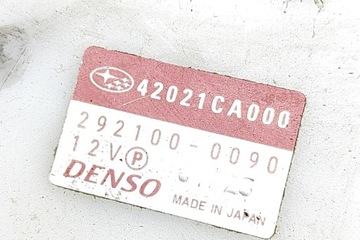 42021CA000
292100-0090
12V P
DENSO
MADE IN JAPAN